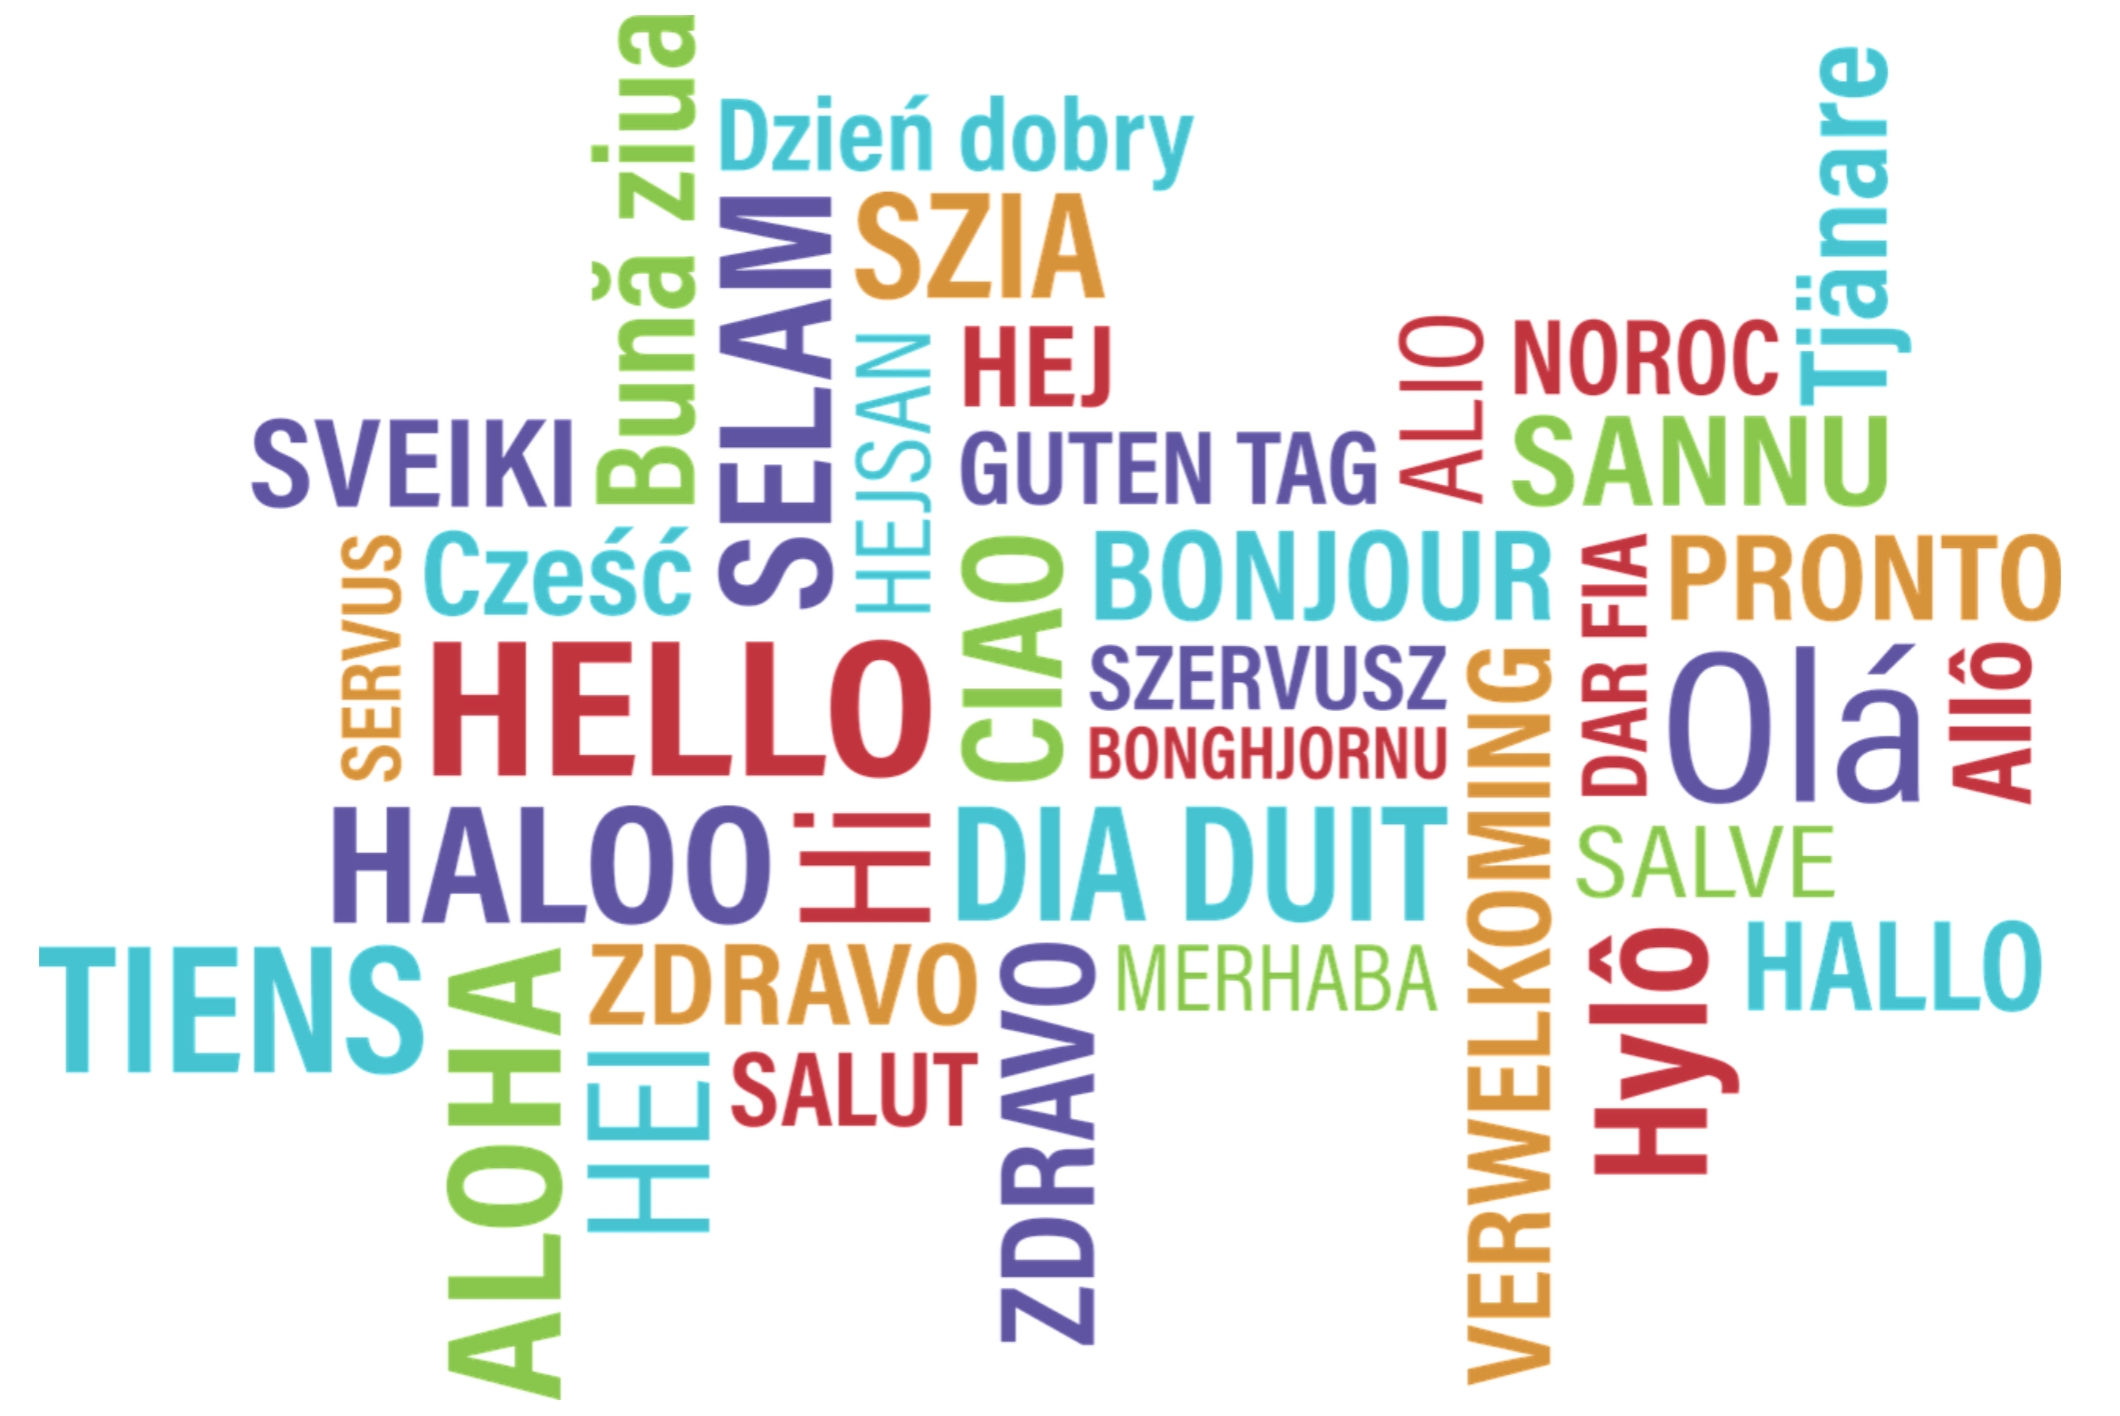 Bună ziua
Dzień dobry
Tjänare
SELAM
SZIA
HEJSAN
HEJ
ALIO
NOROC
SVEIKI
GUTEN TAG
SANNU
SERVUS
Cześć
CIAO
BONJOUR
DAR FIA
PRONTO
HELLO
SZERVUSZ
BONGHJORNU
VERWELKOMING
Olá
Allô
HALOO
Hi
DIA DUIT
SALVE
TIENS
ALOHA
ZDRAVO
ZDRAVO
MERHABA
Hylô
HALLO
HEI
SALUT